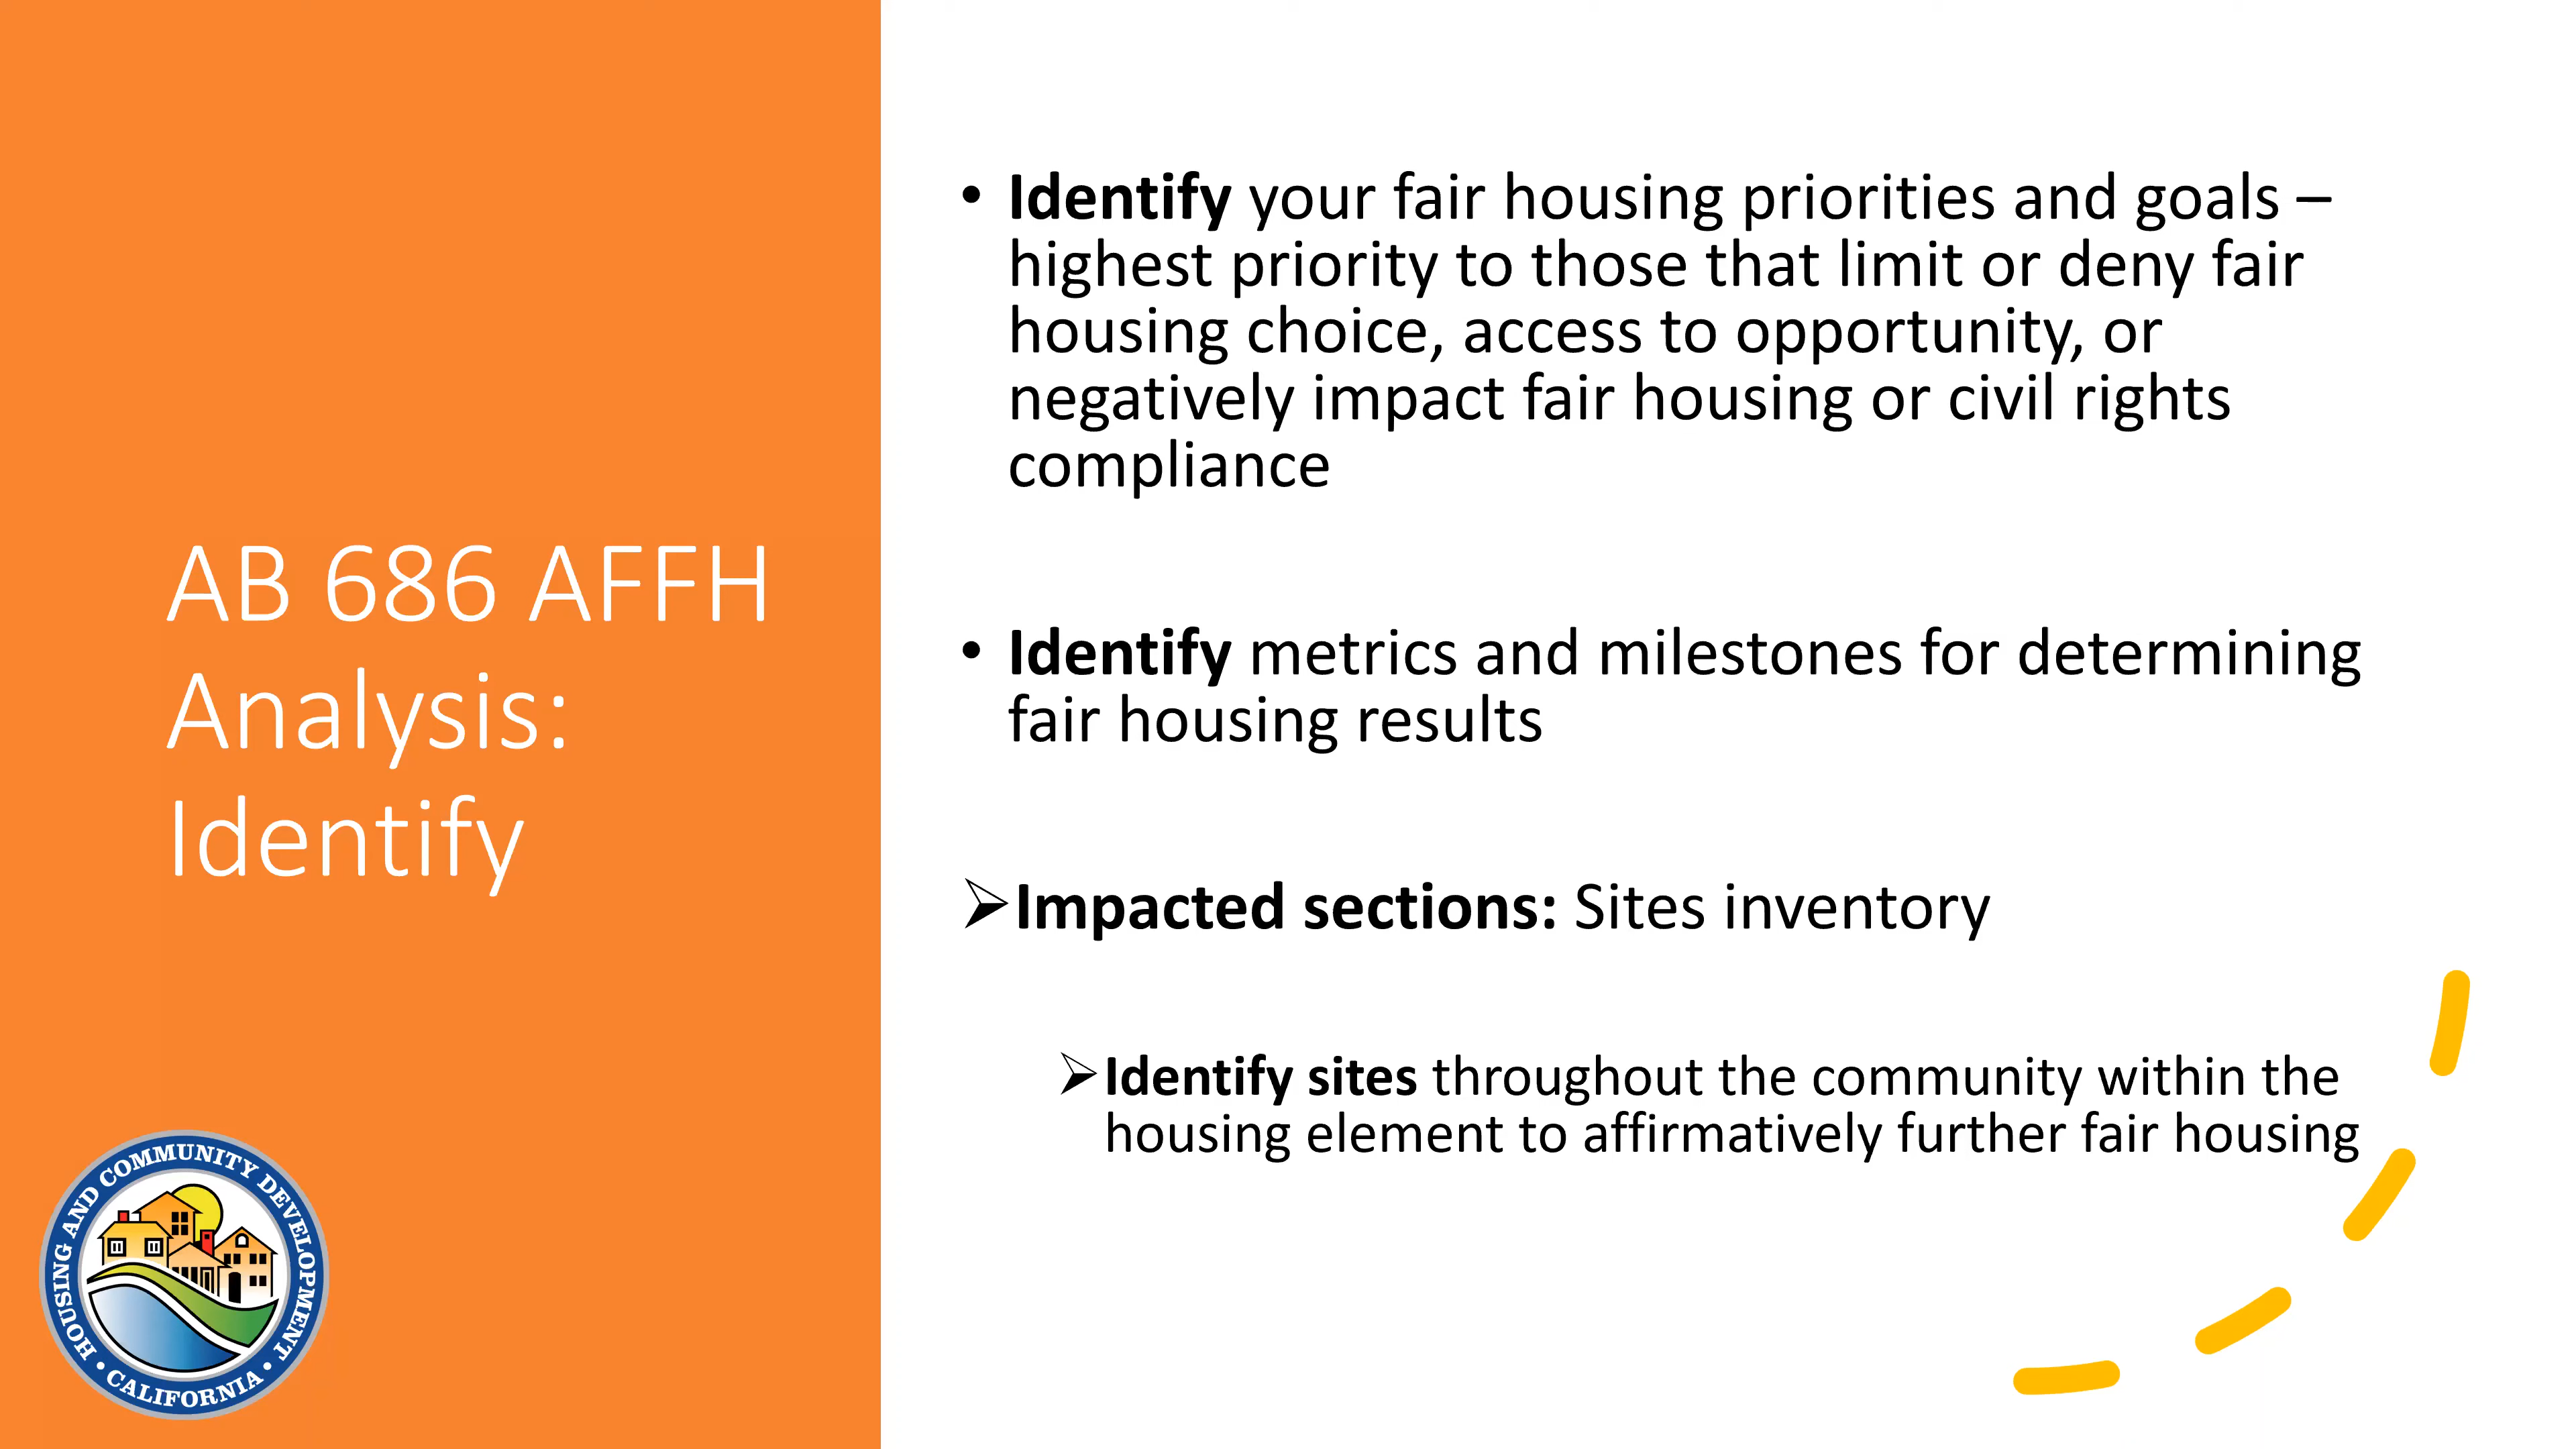 AB 686 AFFH
Analysis:
Identify
HOUSING AND COMMUNITY DEVELOPMENT
• CALIFORNIA •
• Identify your fair housing priorities and goals –
highest priority to those that limit or deny fair
housing choice, access to opportunity, or
negatively impact fair housing or civil rights
compliance
• Identify metrics and milestones for determining
fair housing results
➢Impacted sections: Sites inventory
➢Identify sites throughout the community within the
housing element to affirmatively further fair housing